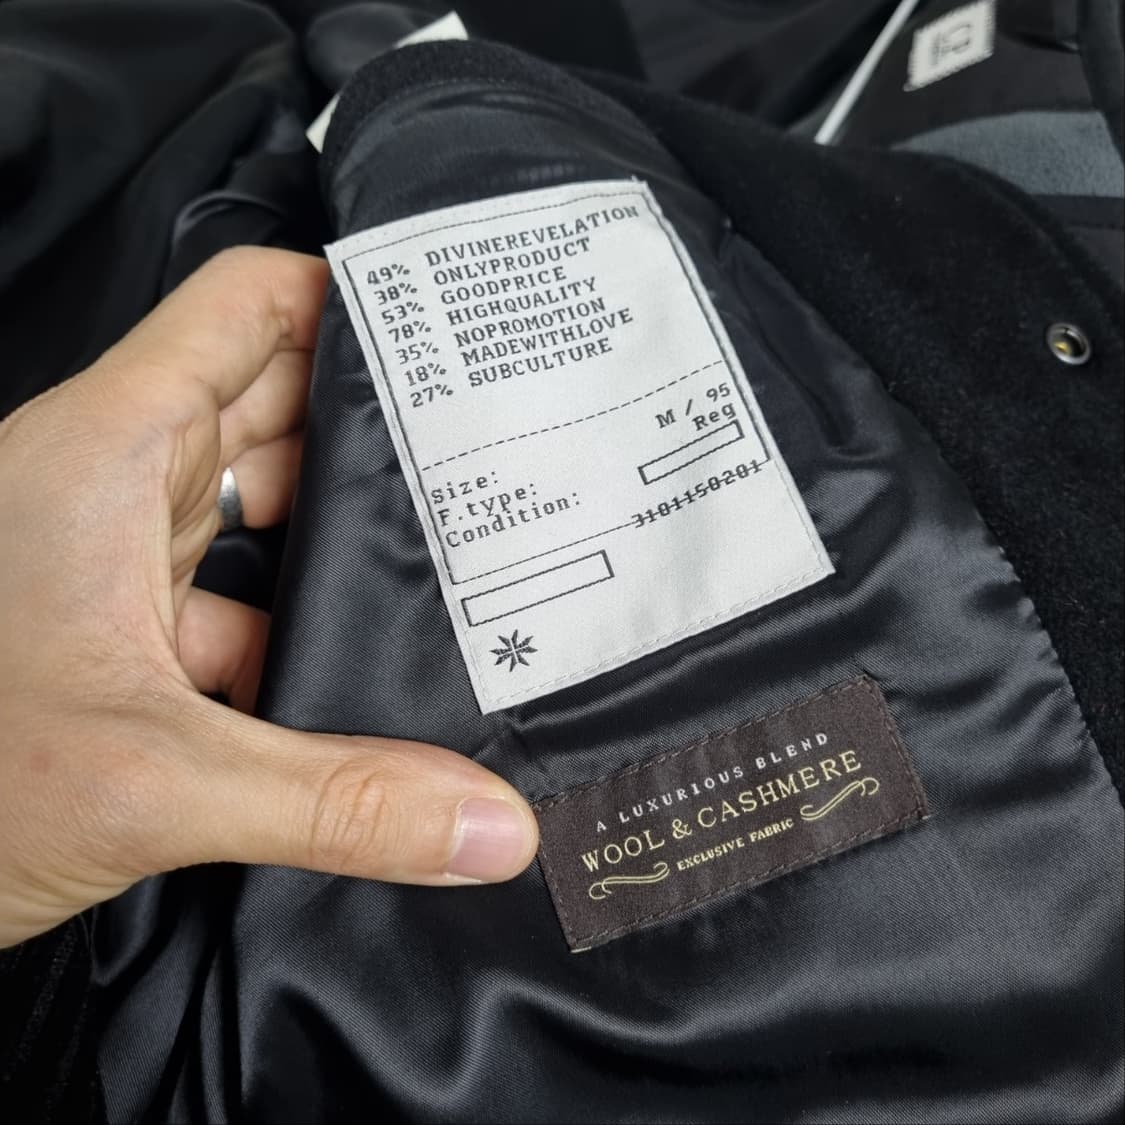 49% DIVINEREVELATION
38% ONLYPRODUCT
53% GOODPRICE
78% HIGHQUALITY
35% NOPROMOTION
18% MADEWITHLOVE
27% SUBCULTURE
Size: M / 95
F.type: Reg
Condition:
3101150201
A LUXURIOUS BLEND
WOOL & CASHMERE
EXCLUSIVE FABRIC